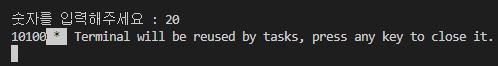 숫자를 입력해주세요 : 20
10100 * Terminal will be reused by tasks, press any key to close it.